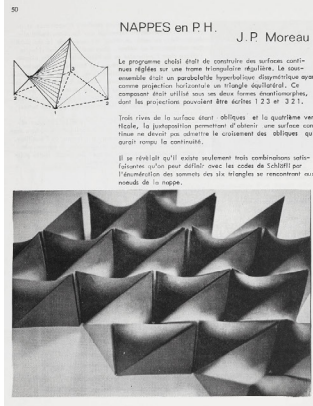 50
NAPPES en P.H.
J.P. Moreau
Le programme choisi était de construire des surfaces conti-
nues réglées sur une trame triangulaire régulière. Le sous-
ensemble était un paraboloïde hyperbolique dissymétrique aya
comme projection horizontale un triangle équilatéral. Ce
composant était utilisé sous ses deux formes énantiomorphes,
dont les projections pouvaient être écrites 1 2 3 et 3 2 1.
Trois rives de la surface étant obliques et la quatrième ver
ticale, la juxtaposition permettant d'obtenir une surface con
tinue ne devait pas admettre le croisement des obliques qu
aurait rompu la continuité.
Il se révélait qu'il existe seulement trois combinaisons satis-
faisantes qu'on peut définir avec les codes de Schläfli par
l'énumération des sommets des six triangles se rencontrant au
noeuds de la nappe.